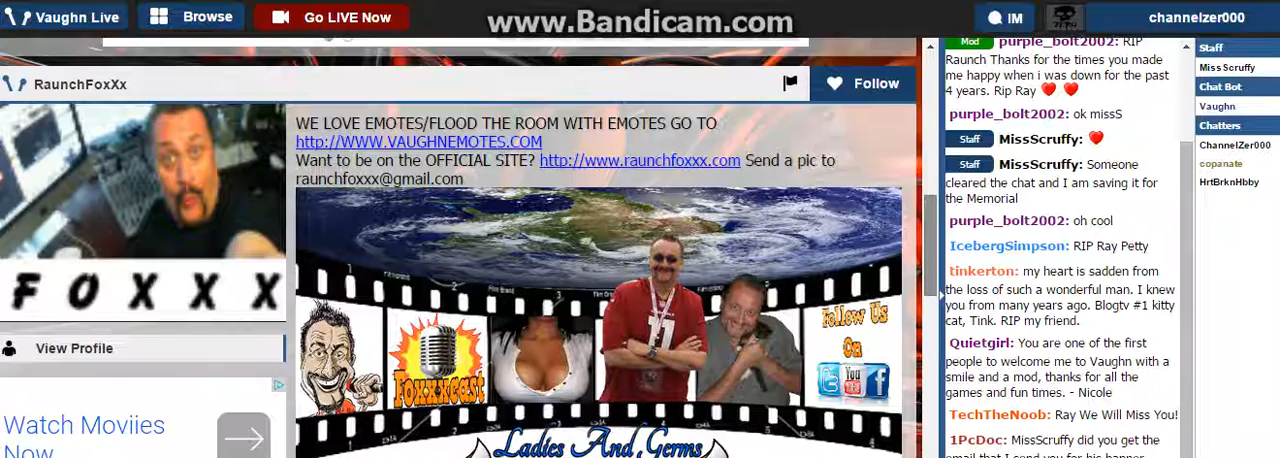 Vaughn Live
Browse
Go LIVE Now
www.Bandicam.com
IM
channelzer000
RaunchFoxXx
Follow
WE LOVE EMOTES/FLOOD THE ROOM WITH EMOTES GO TO
http://WWW.VAUGHNEMOTES.COM
Want to be on the OFFICIAL SITE? http://www.raunchfoxxx.com Send a pic to
raunchfoxxx@gmail.com
FOXXX
View Profile
Watch Moviies
Now
Foxxxcast
Follow Us
On
You
Ladies And Germs
Mod purple_bolt2002: RIP
Raunch Thanks for the times you made
me happy when i was down for the past
4 years. Rip Ray
purple_bolt2002: ok missS
Staff MissScruffy:
Staff MissScruffy: Someone
cleared the chat and I am saving it for
the Memorial
purple_bolt2002: oh cool
IcebergSimpson: RIP Ray Petty
tinkerton: my heart is sadden from
the loss of such a wonderful man. I knew
you from many years ago. Blogtv #1 kitty
cat, Tink. RIP my friend.
Quietgirl: You are one of the first
people to welcome me to Vaughn with a
smile and a mod, thanks for all the
games and fun times. - Nicole
TechTheNoob: Ray We Will Miss You!
1PcDoc: MissScruffy did you get the
email that I send you for his banner
Staff
MissScruffy
Chat Bot
Vaughn
Chatters
ChannelZer000
copanate
HrtBrknHbby